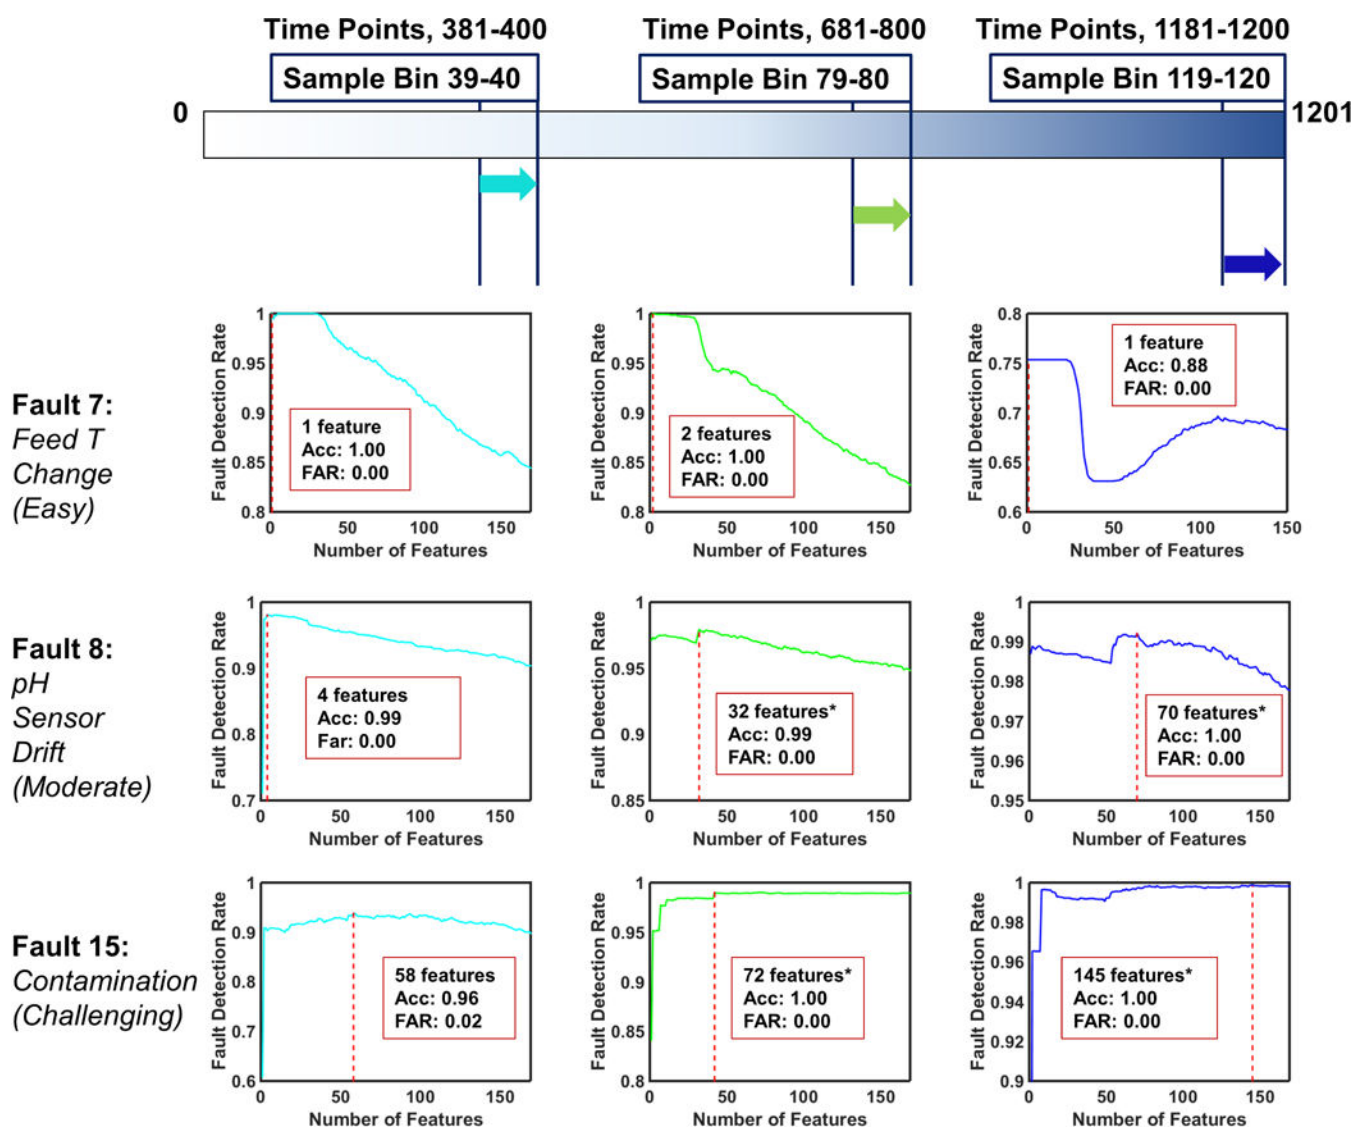 Time Points, 381-400
Time Points, 681-800
Time Points, 1181-1200
Sample Bin 39-40
Sample Bin 79-80
Sample Bin 119-120
0
1201
Fault 7:
Feed T
Change
(Easy)
Fault Detection Rate
1
0.95
0.9
0.85
0.8
1 feature
Acc: 1.00
FAR: 0.00
0
50
100
150
Number of Features
Fault Detection Rate
1
0.95
0.9
0.85
0.8
2 features
Acc: 1.00
FAR: 0.00
0
50
100
150
Number of Features
Fault Detection Rate
0.8
0.75
0.7
0.65
0.6
1 feature
Acc: 0.88
FAR: 0.00
0
50
100
150
Number of Features
Fault 8:
pH
Sensor
Drift
(Moderate)
Fault Detection Rate
1
0.9
0.8
0.7
4 features
Acc: 0.99
Far: 0.00
0
50
100
150
Number of Features
Fault Detection Rate
1
0.95
0.9
0.85
32 features*
Acc: 0.99
FAR: 0.00
0
50
100
150
Number of Features
Fault Detection Rate
1
0.99
0.98
0.97
0.96
0.95
70 features*
Acc: 1.00
FAR: 0.00
0
50
100
150
Number of Features
Fault 15:
Contamination
(Challenging)
Fault Detection Rate
1
0.9
0.8
0.7
0.6
58 features
Acc: 0.96
FAR: 0.02
0
50
100
150
Number of Features
Fault Detection Rate
1
0.95
0.9
0.85
0.8
72 features*
Acc: 1.00
FAR: 0.00
0
50
100
150
Number of Features
Fault Detection Rate
1
0.98
0.96
0.94
0.92
0.9
145 features*
Acc: 1.00
FAR: 0.00
0
50
100
150
Number of Features